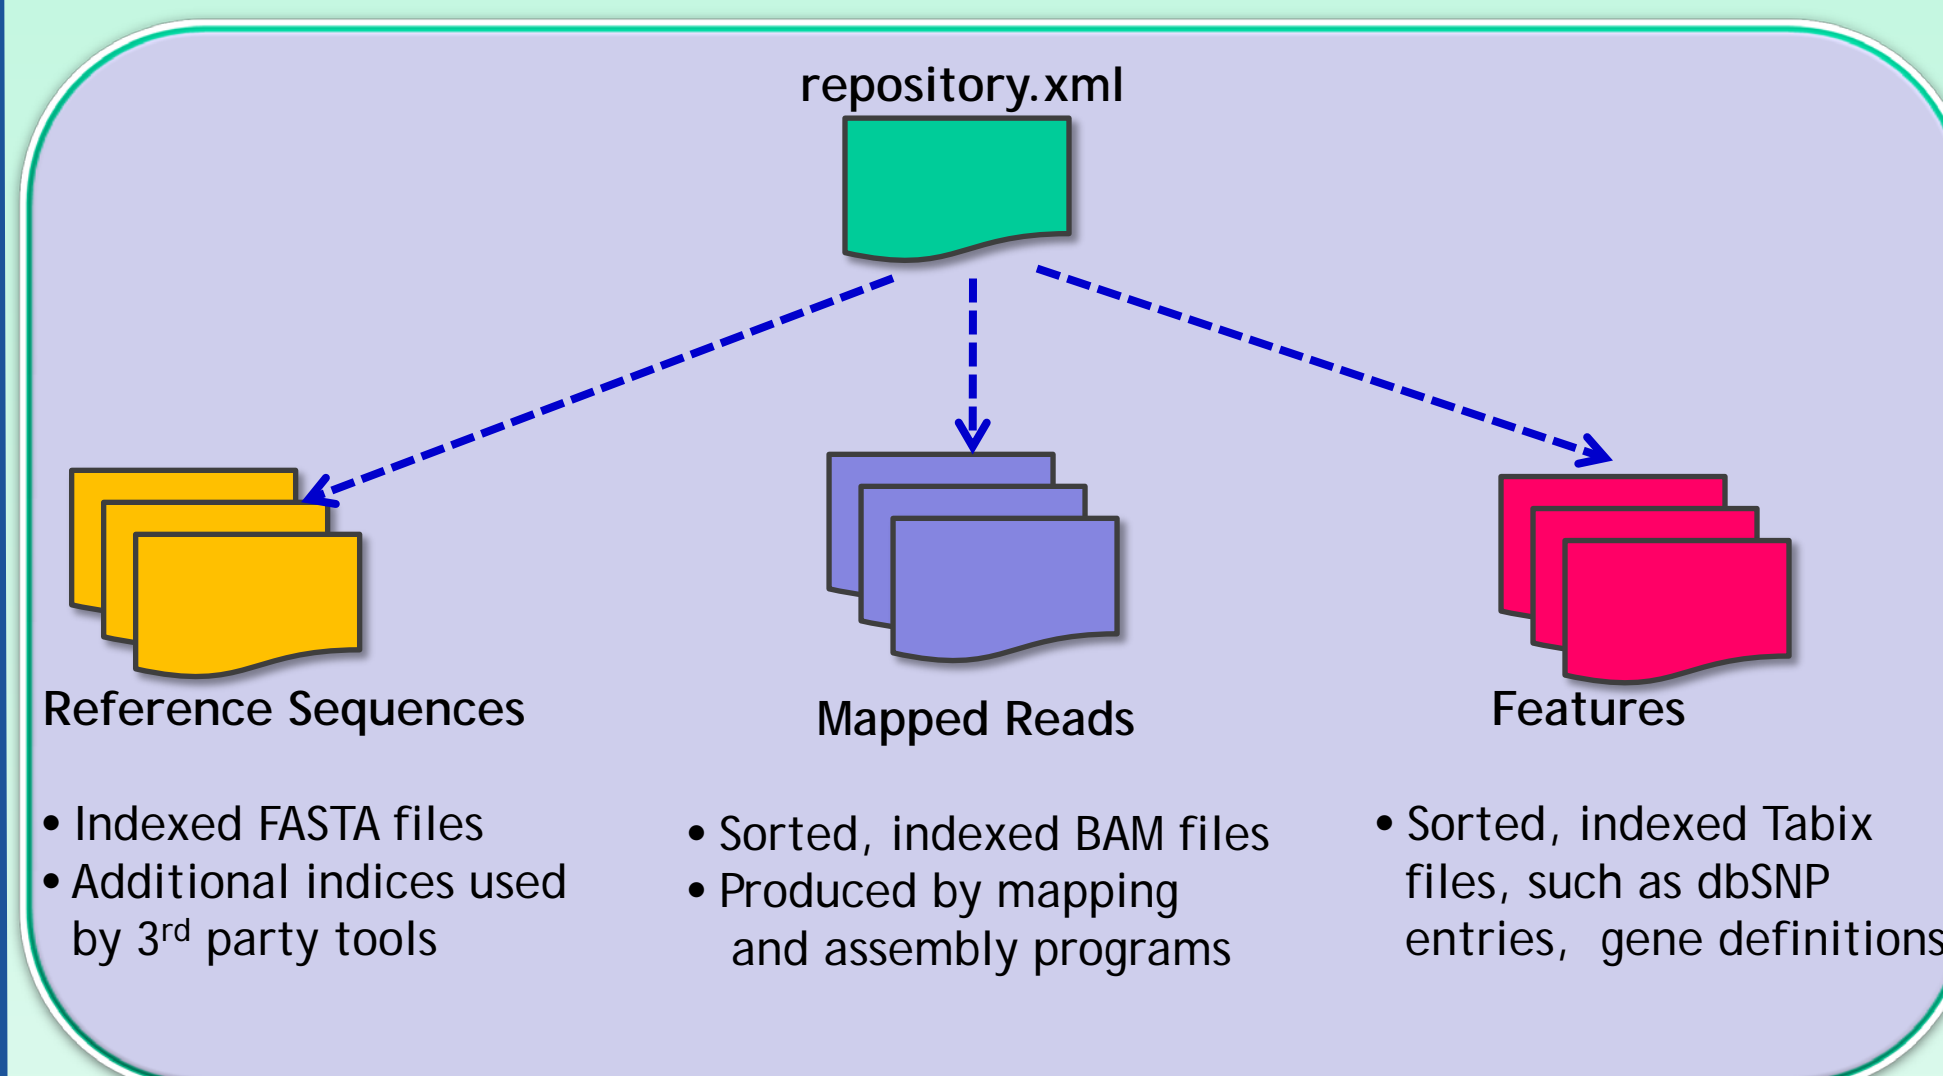 repository.xml
Reference Sequences
• Indexed FASTA files
• Additional indices used
by 3rd party tools
Mapped Reads
• Sorted, indexed BAM files
• Produced by mapping
and assembly programs
Features
• Sorted, indexed Tabix
files, such as dbSNP
entries, gene definitions